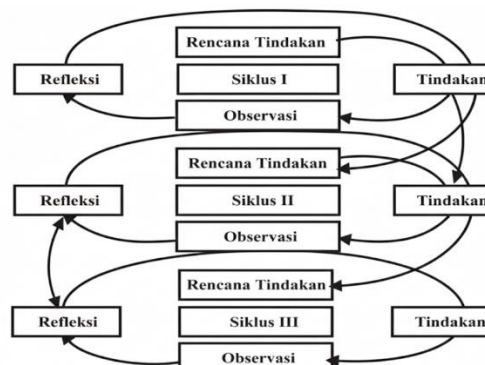 Rencana Tindakan
Refleksi
Siklus I
Tindakan
Observasi
Rencana Tindakan
Refleksi
Siklus II
Tindakan
Observasi
Rencana Tindakan
Refleksi
Siklus III
Tindakan
Observasi